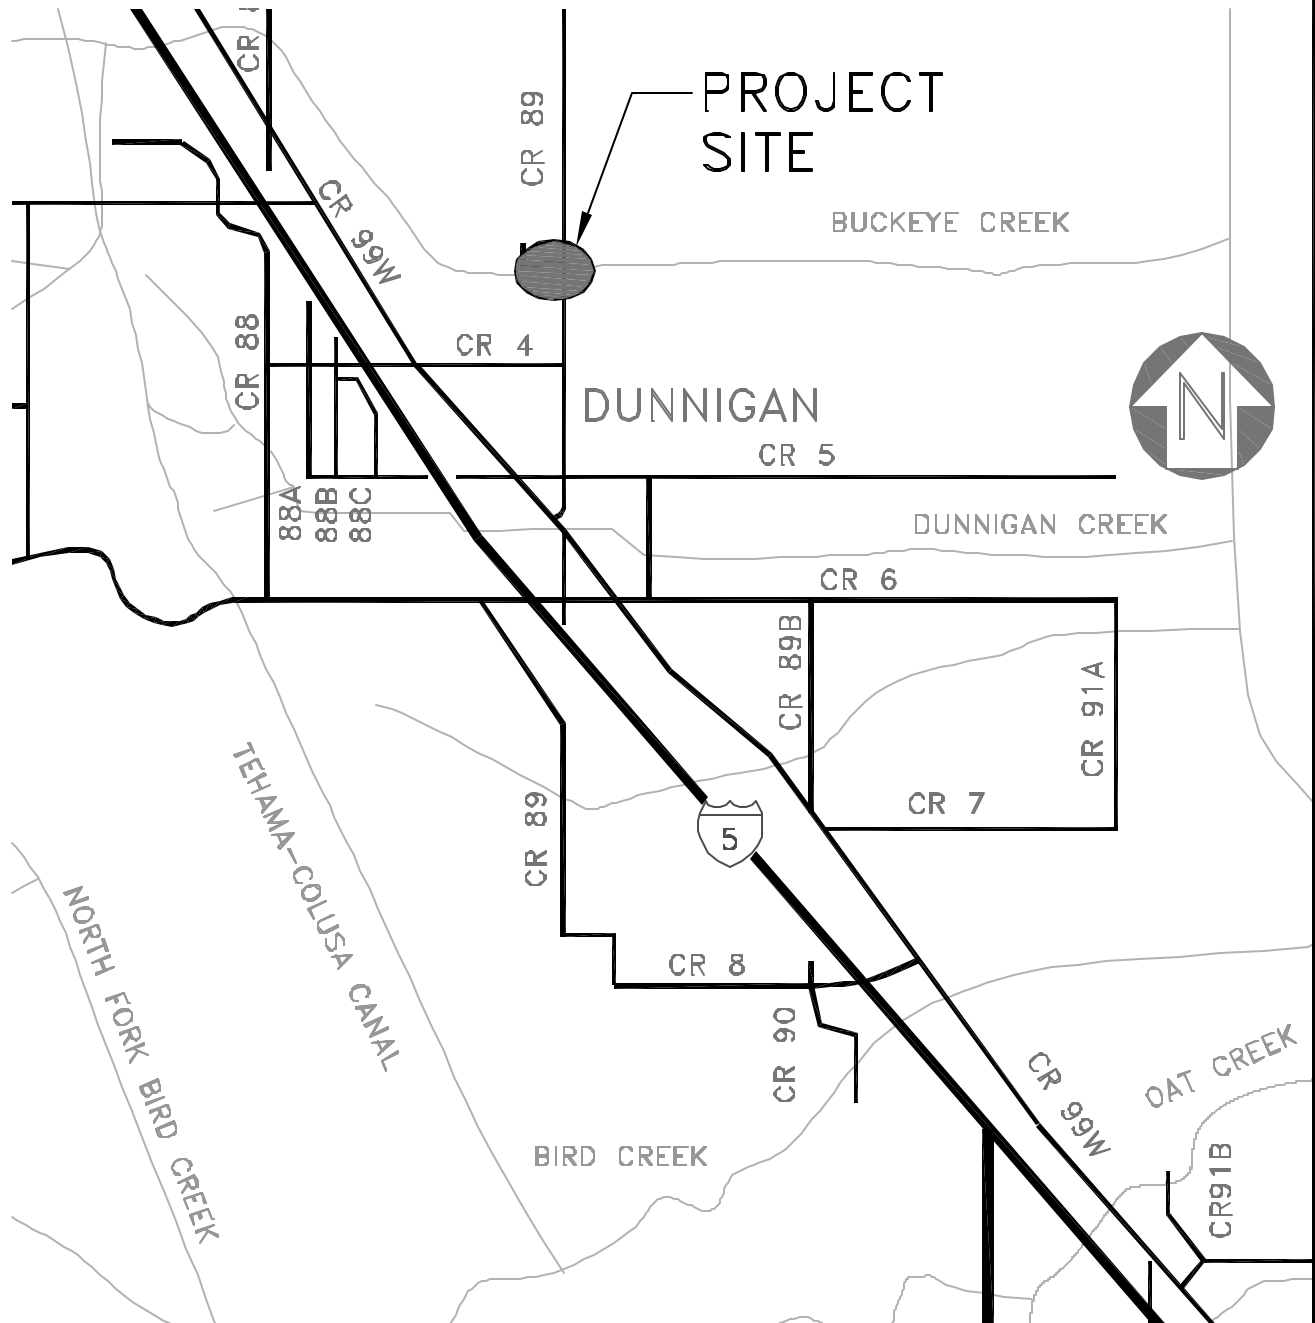 CR
CR 89
PROJECT
SITE
CR 99W
BUCKEYE CREEK
CR 88
CR 4
DUNNIGAN
N
CR 5
88A
88B
88C
DUNNIGAN CREEK
CR 6
CR 89B
CR 91A
TEHAMA-COLUSA CANAL
CR 89
5
CR 7
NORTH FORK BIRD CREEK
CR 8
CR 90
CR 99W
OAT CREEK
BIRD CREEK
CR91B